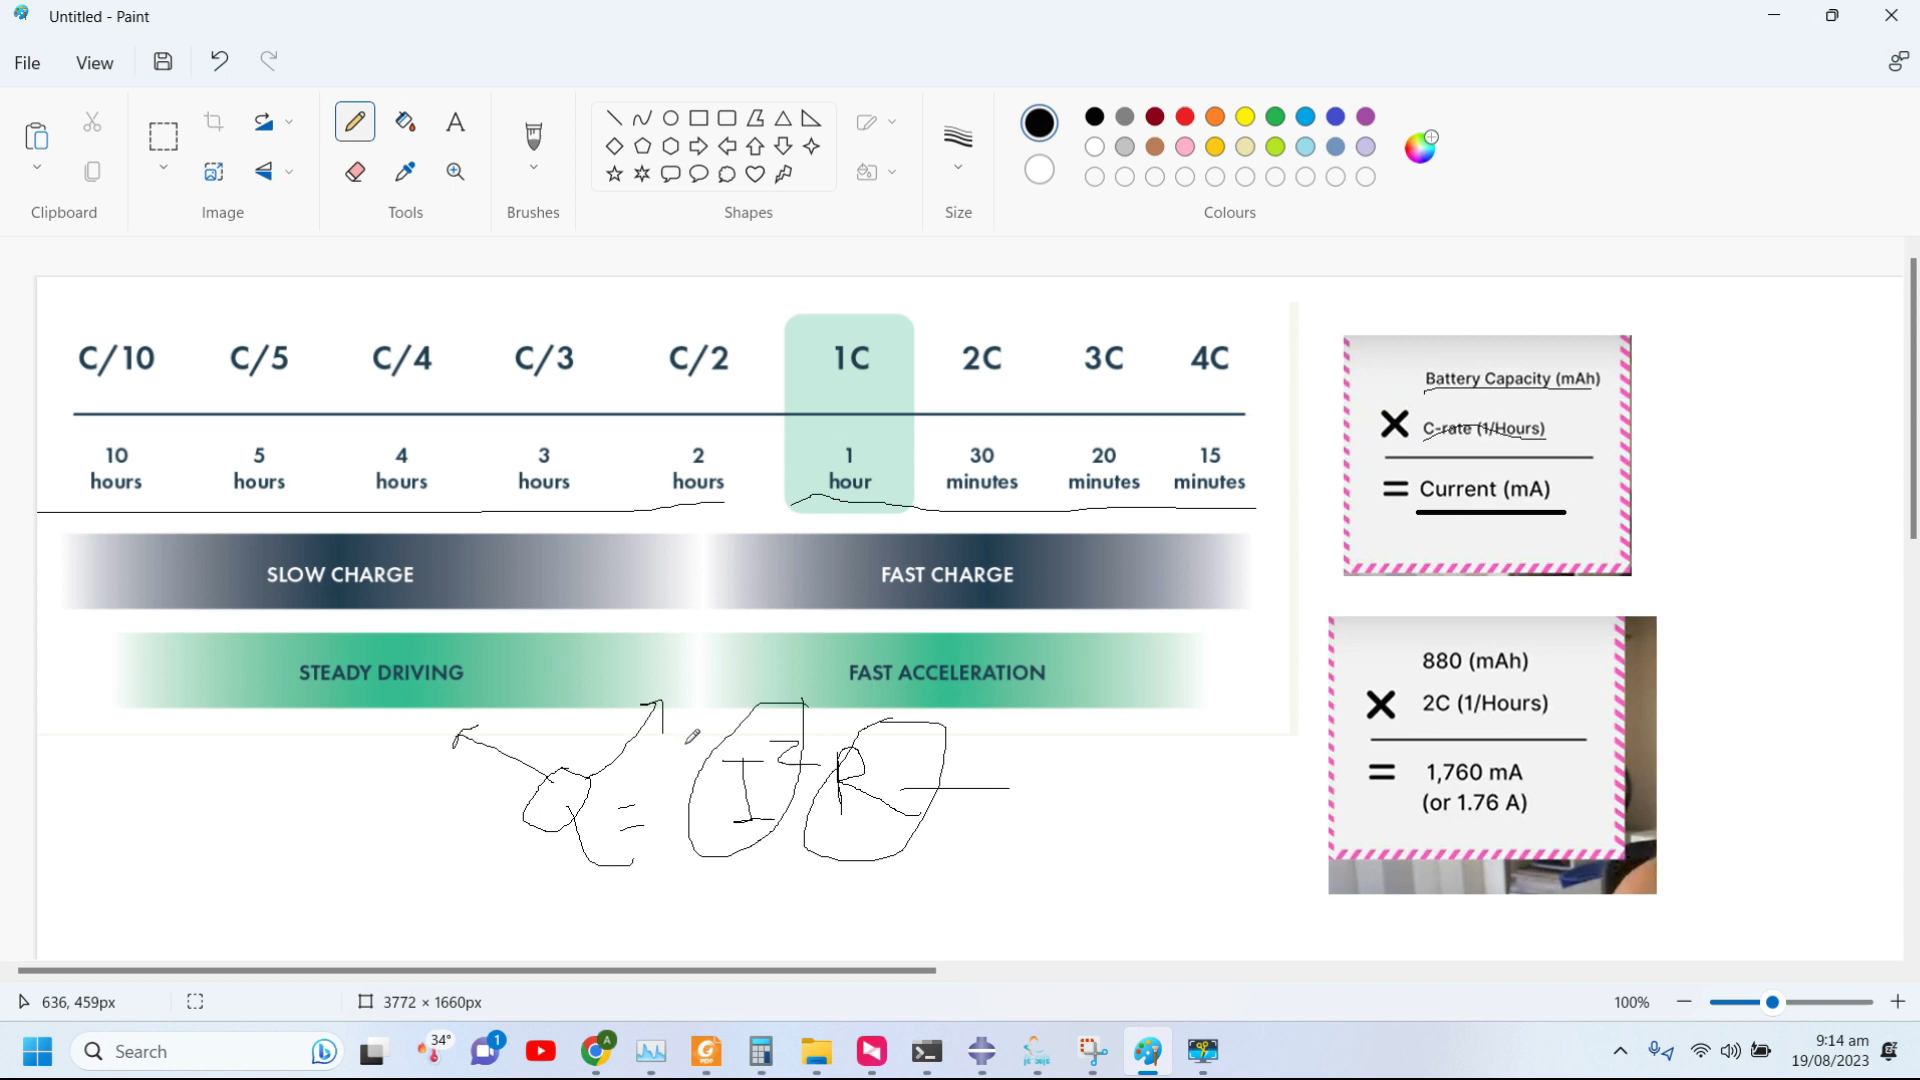 Untitled - Paint
File View
Clipboard
Image
Tools
Brushes
Shapes
Size
Colours
C/10 C/5 C/4 C/3 C/2 1C 2C 3C 4C
10 hours 5 hours 4 hours 3 hours 2 hours 1 hour 30 minutes 20 minutes 15 minutes
SLOW CHARGE FAST CHARGE
STEADY DRIVING FAST ACCELERATION
Q = I²R
Battery Capacity (mAh)
× C-rate (1/Hours)
= Current (mA)
880 (mAh)
× 2C (1/Hours)
= 1,760 mA
(or 1.76 A)
636, 459px
3772 × 1660px
100%
Search
34°
1
9:14 am
19/08/2023